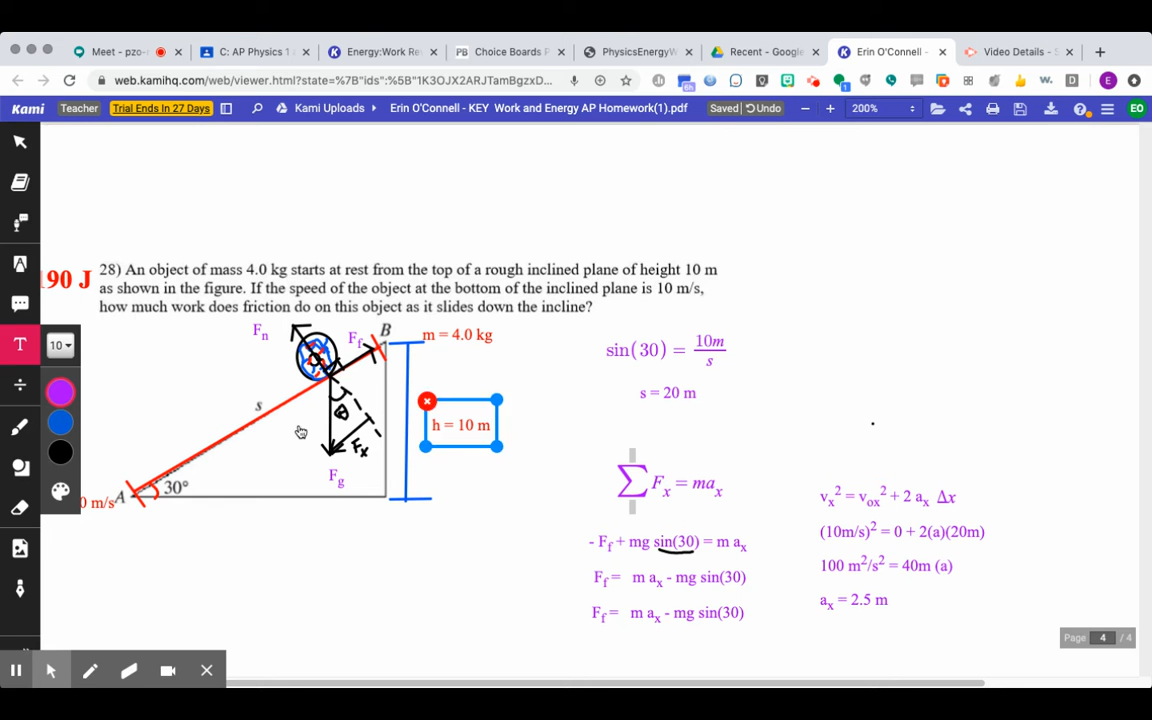 Meet - pzo-
C: AP Physics 1
Energy:Work Re
Choice Boards P
PhysicsEnergyW
Recent - Google
Erin O'Connell -
Video Details - S
web.kamihq.com/web/viewer.html?state=%7B"ids"%3A%5B"1K3OJX2ARJTamBgzxD...
Kami
Teacher
Trial Ends In 27 Days
Kami Uploads
Erin O'Connell - KEY Work and Energy AP Homework(1).pdf
Saved
Undo
200%
EO
190 J
28) An object of mass 4.0 kg starts at rest from the top of a rough inclined plane of height 10 m
as shown in the figure. If the speed of the object at the bottom of the inclined plane is 10 m/s,
how much work does friction do on this object as it slides down the incline?
10
Fn
Ff
B
m = 4.0 kg
s
θ
h = 10 m
Fx
Fg
0 m/s
A
30°
sin(30) = 10m/s
s = 20 m
∑ Fx = max
- Ff + mg sin(30) = m ax
Ff = m ax - mg sin(30)
Ff = m ax - mg sin(30)
vx² = vox² + 2 ax Δx
(10m/s)² = 0 + 2(a)(20m)
100 m²/s² = 40m (a)
ax = 2.5 m
Page 4 / 4